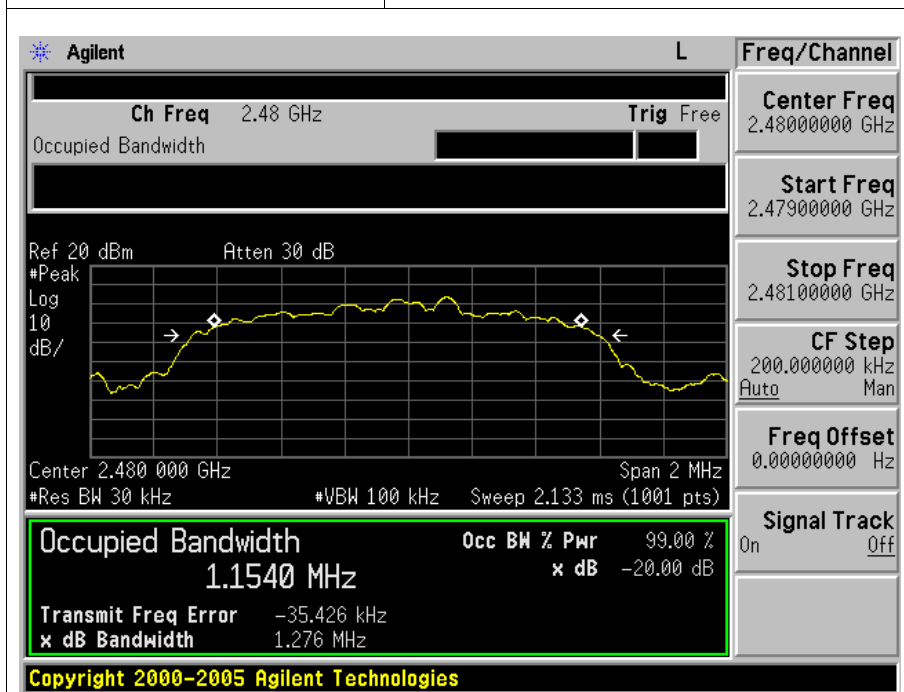 Agilent L Freq/Channel
Ch Freq 2.48 GHz Trig Free
Occupied Bandwidth
Center Freq
2.48000000 GHz
Start Freq
2.47900000 GHz
Stop Freq
2.48100000 GHz
CF Step
200.000000 kHz
Auto Man
Freq Offset
0.00000000 Hz
Signal Track
On Off
Ref 20 dBm Atten 30 dB
#Peak
Log
10
dB/
Center 2.480 000 GHz Span 2 MHz
#Res BW 30 kHz #VBW 100 kHz Sweep 2.133 ms (1001 pts)
Occupied Bandwidth
1.1540 MHz
Occ BW % Pwr 99.00 %
x dB -20.00 dB
Transmit Freq Error -35.426 kHz
x dB Bandwidth 1.276 MHz
Copyright 2000-2005 Agilent Technologies